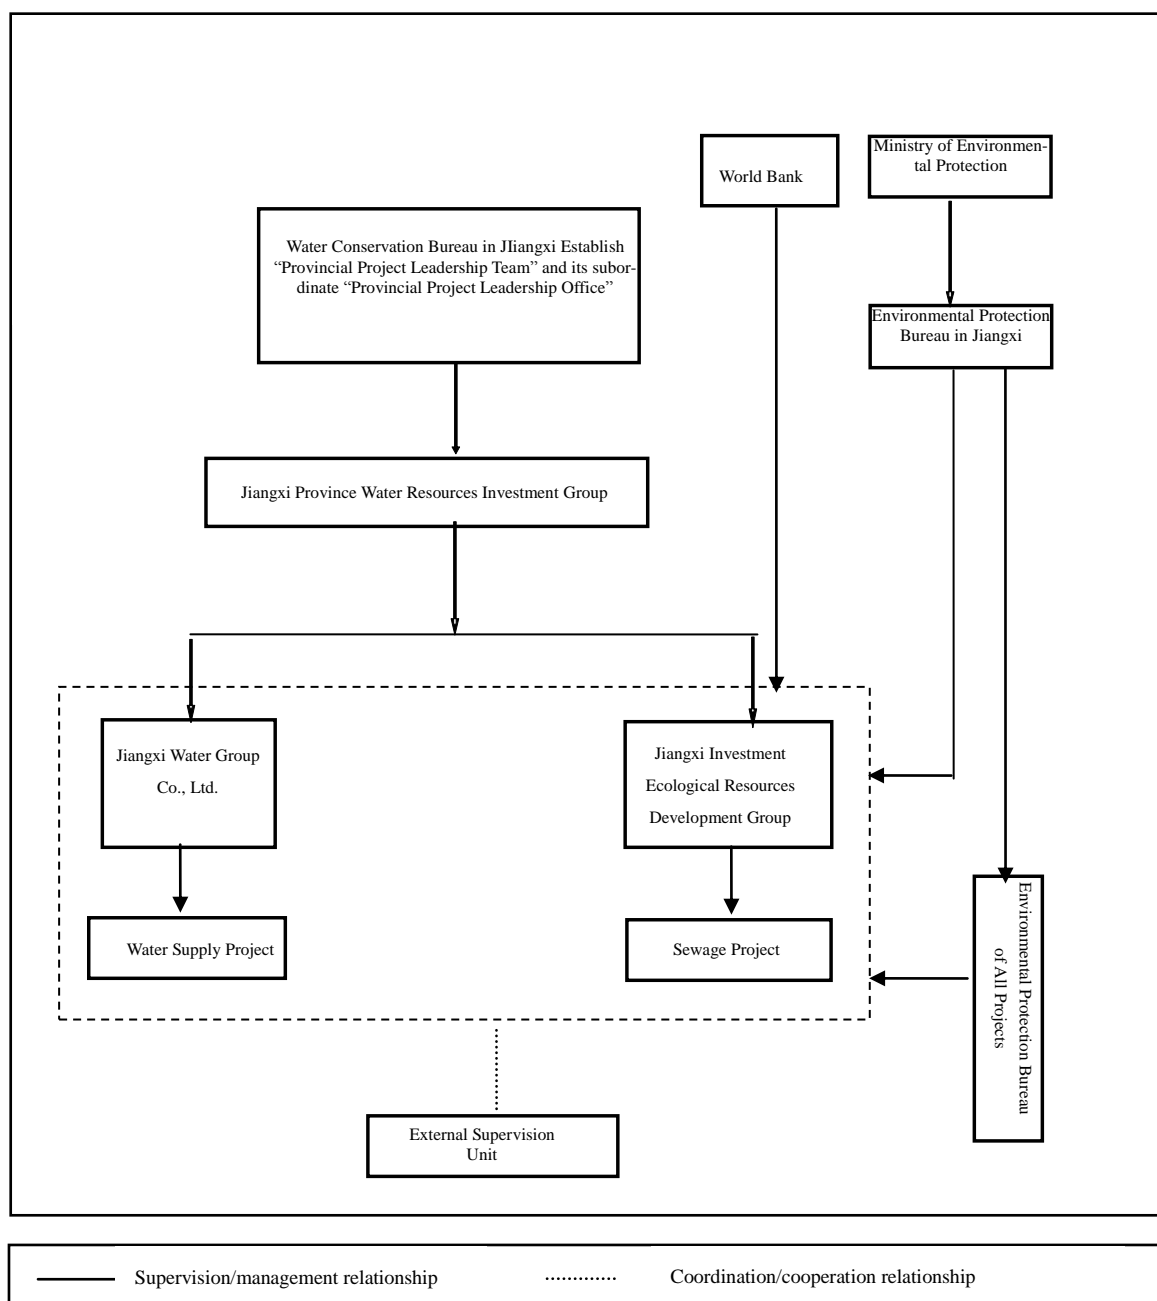 World Bank
Ministry of Environmen-
tal Protection
Water Conservation Bureau in JIiangxi Establish
“Provincial Project Leadership Team” and its subor-
dinate “Provincial Project Leadership Office”
Environmental Protection
Bureau in Jiangxi
Jiangxi Province Water Resources Investment Group
Jiangxi Water Group
Co., Ltd.
Jiangxi Investment
Ecological Resources
Development Group
Water Supply Project
Sewage Project
Environmental Protection Bureau
of All Projects
External Supervision
Unit
Supervision/management relationship
Coordination/cooperation relationship